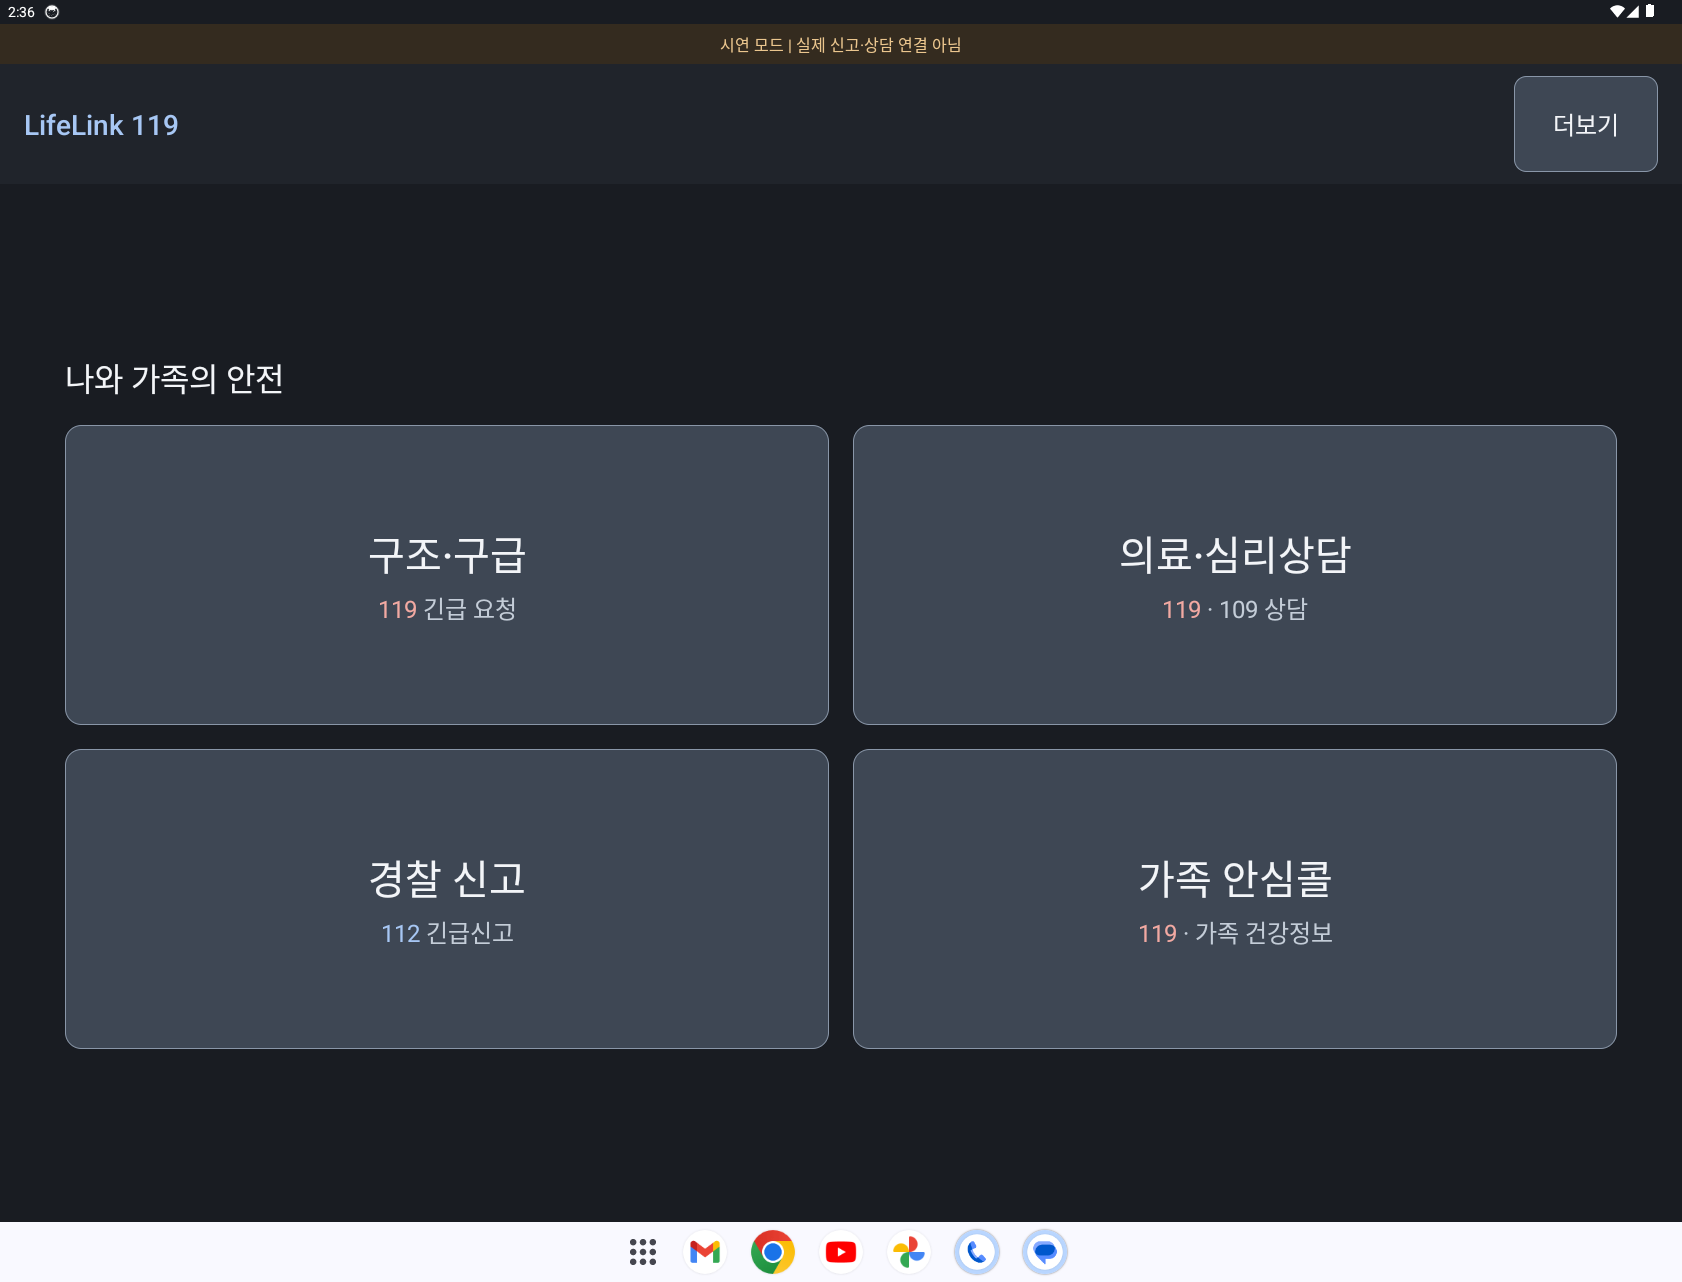 2:36
시연 모드 | 실제 신고·상담 연결 아님
LifeLink 119
더보기
나와 가족의 안전
구조·구급
119 긴급 요청
의료·심리상담
119 · 109 상담
경찰 신고
112 긴급신고
가족 안심콜
119 · 가족 건강정보